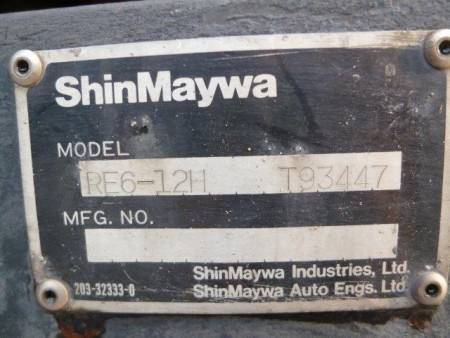 ShinMaywa
MODEL
RE6-12H T93447
MFG. NO.
ShinMaywa Industries, Ltd.
203-32333-0 ShinMaywa Auto Engs. Ltd